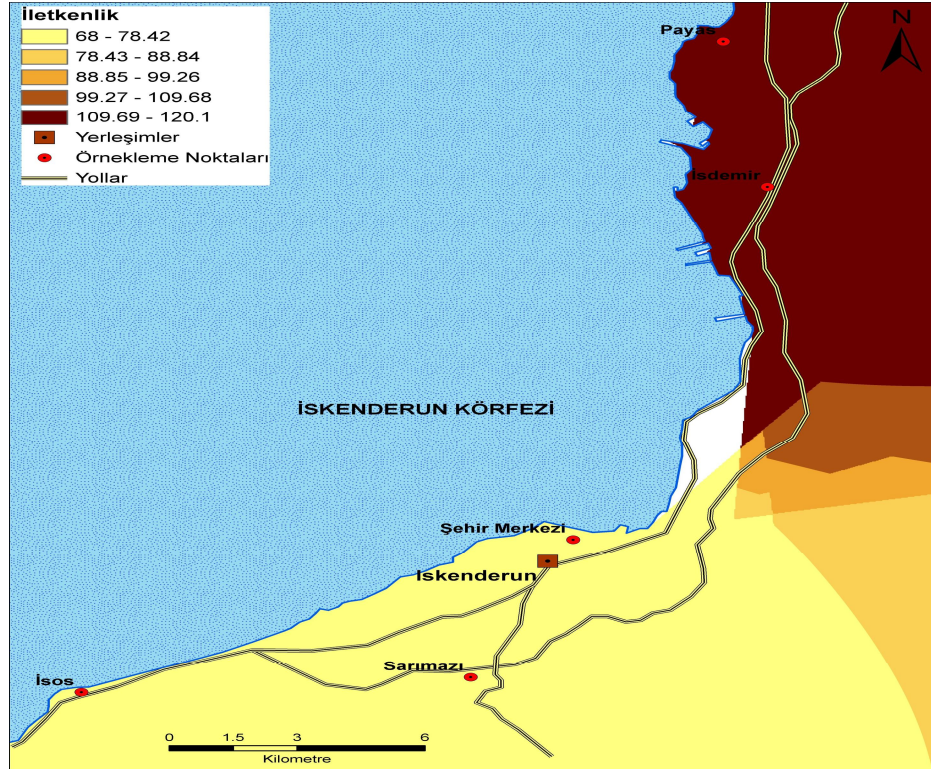 İletkenlik
68 - 78.42
78.43 - 88.84
88.85 - 99.26
99.27 - 109.68
109.69 - 120.1
Yerleşimler
Örnekleme Noktaları
Yollar
N
Payas
İsdemir
İSKENDERUN KÖRFEZİ
Şehir Merkezi
İskenderun
Sarımazı
İsos
0 1.5 3 6
Kilometre